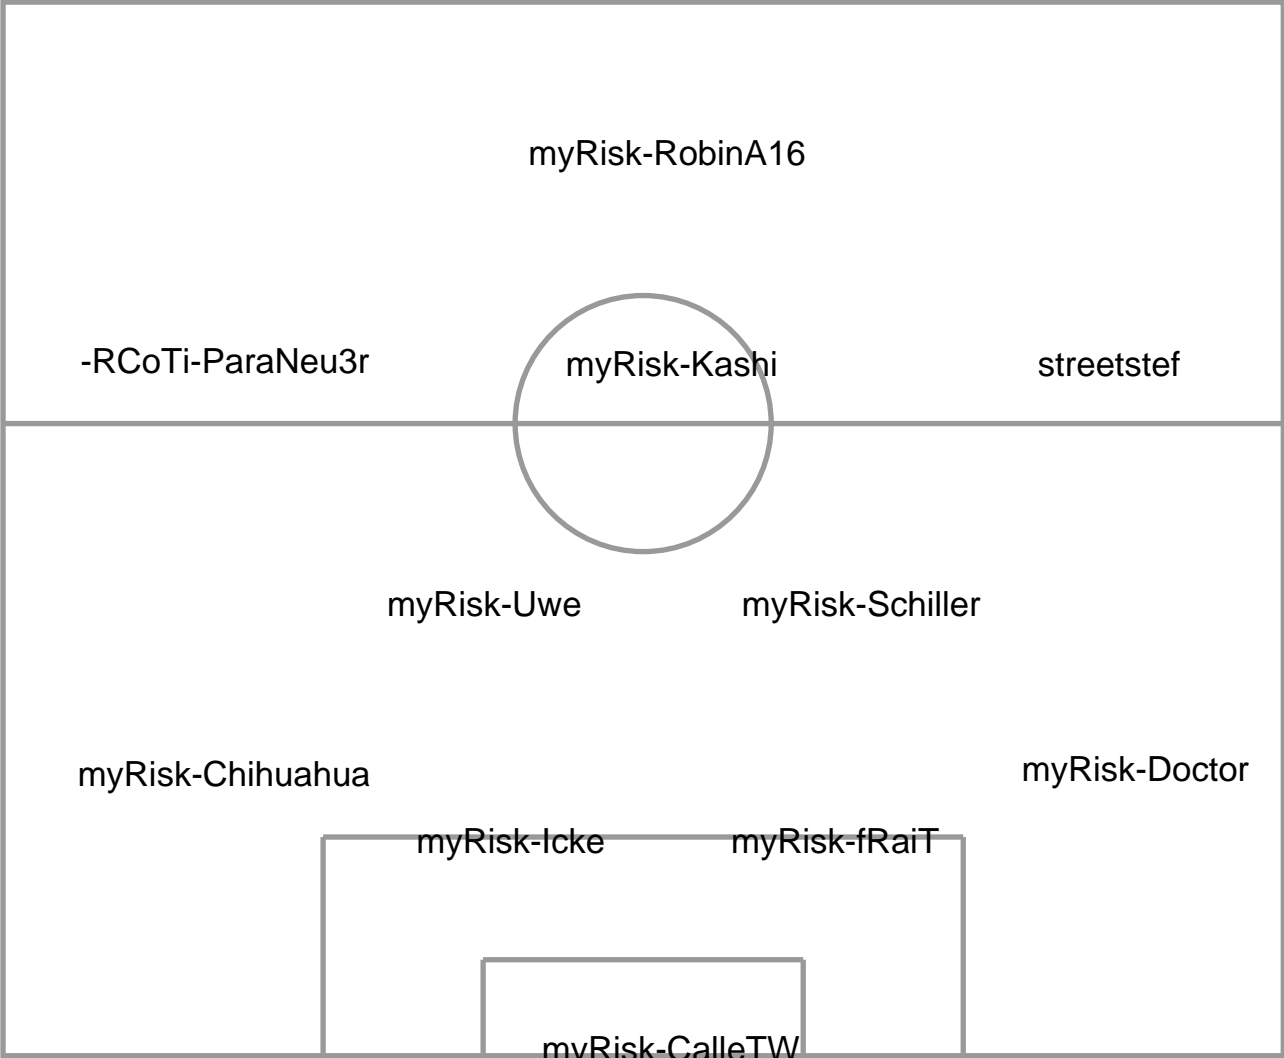 myRisk-RobinA16
-RCoTi-ParaNeu3r
myRisk-Kashi
streetstef
myRisk-Uwe
myRisk-Schiller
myRisk-Chihuahua
myRisk-Doctor
myRisk-Icke
myRisk-fRaiT
myRisk-CalleTW